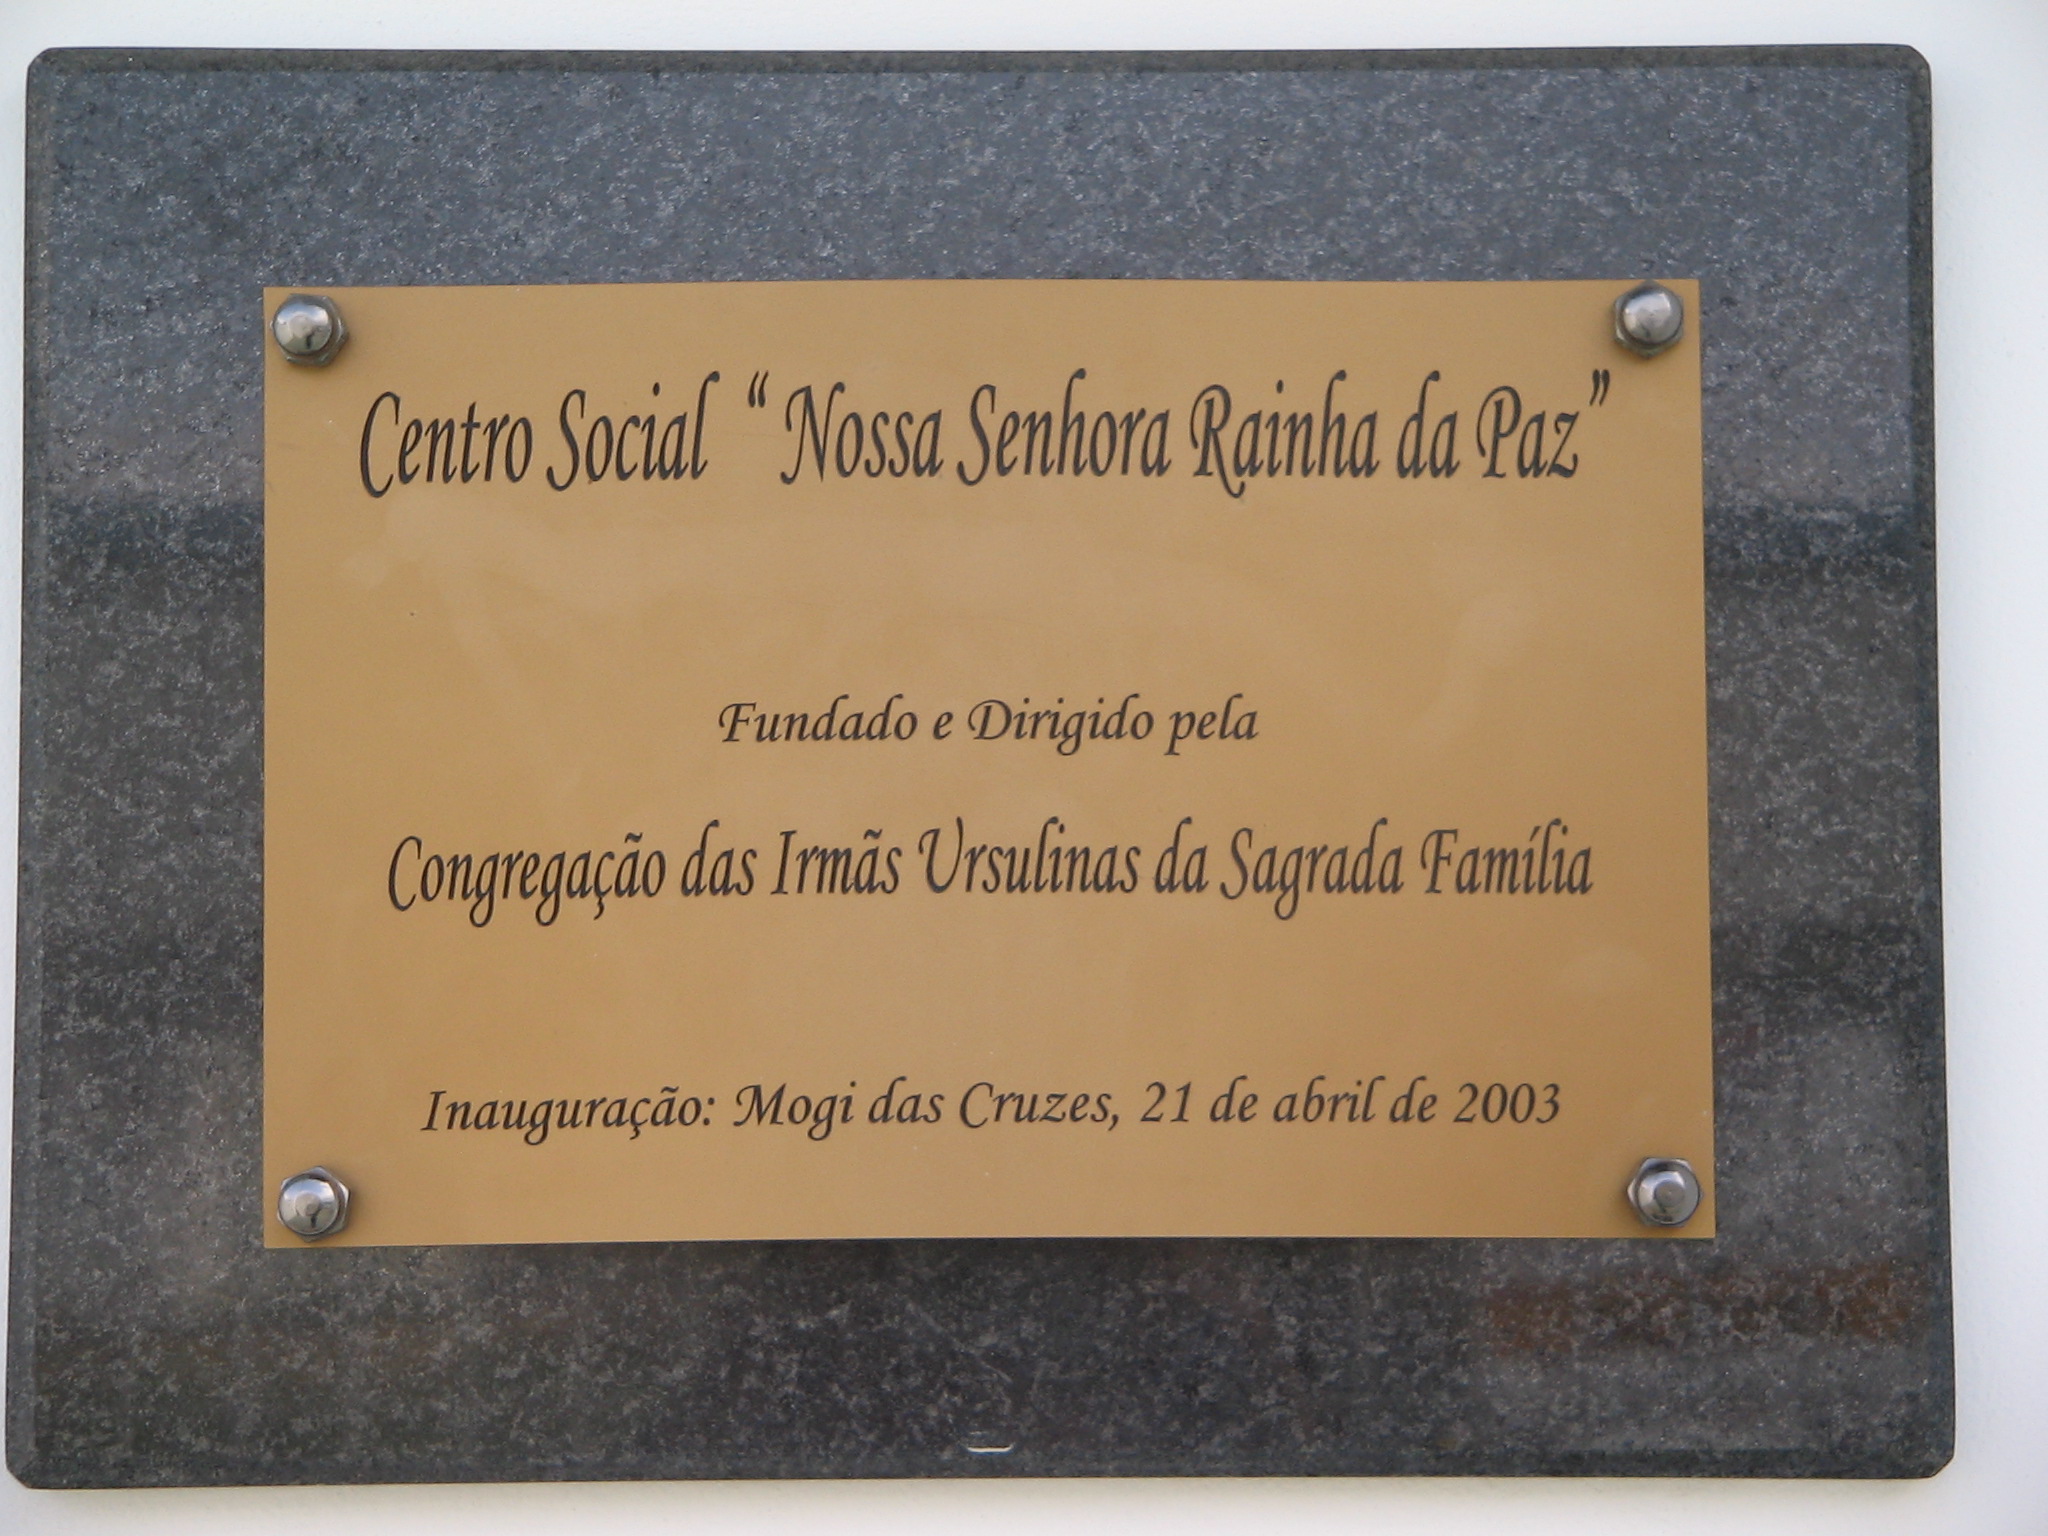 Centro Social “Nossa Senhora Rainha da Paz”
Fundado e Dirigido pela
Congregação das Irmãs Ursulinas da Sagrada Família
Inauguração: Mogi das Cruzes, 21 de abril de 2003